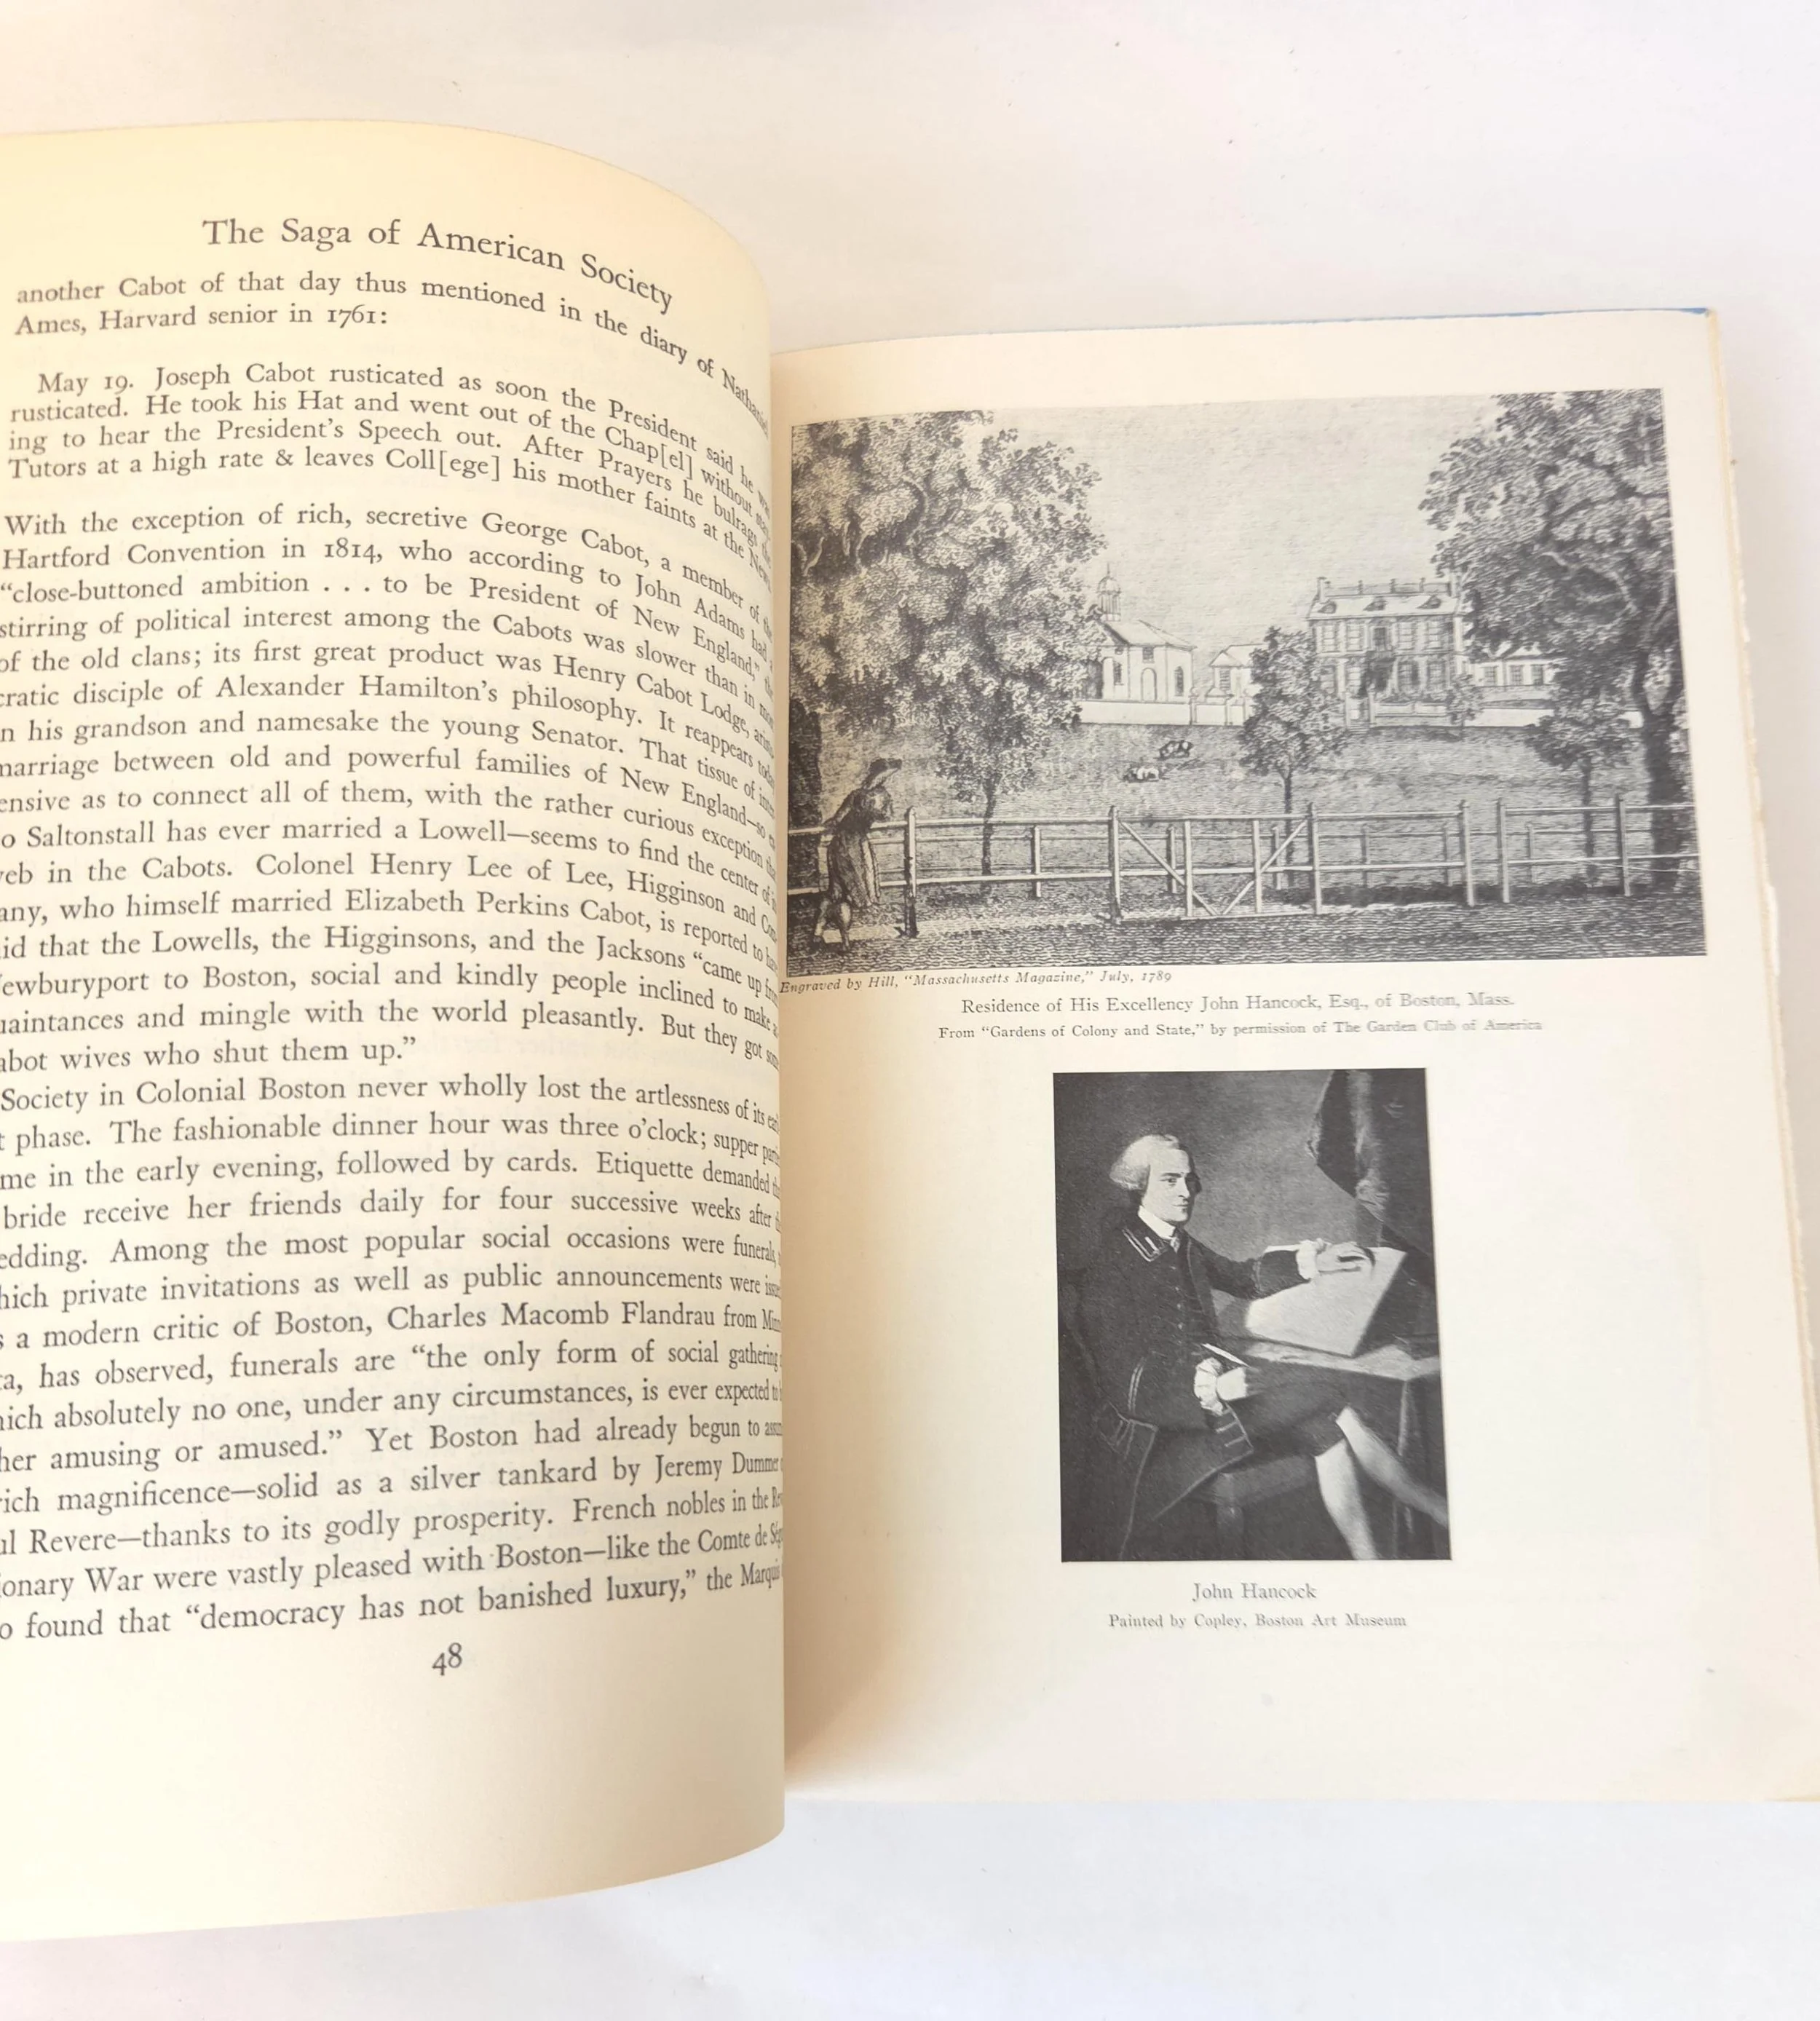 The Saga of American Society
another Cabot of that day thus mentioned in the diary of Nathaniel
Ames, Harvard senior in 1761:
May 19. Joseph Cabot rusticated as soon the President said he was
rusticated. He took his Hat and went out of the Chap[el] without
ing to hear the President's Speech out. After Prayers he bulrags the
Tutors at a high rate & leaves Coll[ege] his mother faints at the News
With the exception of rich, secretive George Cabot, a member of the
Hartford Convention in 1814, who according to John Adams had a
"close-buttoned ambition . . . to be President of New England," the
stirring of political interest among the Cabots was slower than in
of the old clans; its first great product was Henry Cabot Lodge,
cratic disciple of Alexander Hamilton's philosophy. It reappears
n his grandson and namesake the young Senator. That tissue of
marriage between old and powerful families of New England—so
ensive as to connect all of them, with the rather curious exception
o Saltonstall has ever married a Lowell—seems to find the center of
eb in the Cabots. Colonel Henry Lee of Lee, Higginson and
any, who himself married Elizabeth Perkins Cabot, is reported to
id that the Lowells, the Higginsons, and the Jacksons "came up from
ewburyport to Boston, social and kindly people inclined to make
uaintances and mingle with the world pleasantly. But they got
abot wives who shut them up."
Society in Colonial Boston never wholly lost the artlessness of its
t phase. The fashionable dinner hour was three o'clock; supper
me in the early evening, followed by cards. Etiquette demanded
bride receive her friends daily for four successive weeks after
edding. Among the most popular social occasions were funerals,
hich private invitations as well as public announcements were
s a modern critic of Boston, Charles Macomb Flandrau from
ta, has observed, funerals are "the only form of social gathering
hich absolutely no one, under any circumstances, is ever expected
her amusing or amused." Yet Boston had already begun to
rich magnificence—solid as a silver tankard by Jeremy Dummer
ul Revere—thanks to its godly prosperity. French nobles in the
ionary War were vastly pleased with Boston—like the Comte de
o found that "democracy has not banished luxury," the Marquis
48
Engraved by Hill, "Massachusetts Magazine," July, 1789
Residence of His Excellency John Hancock, Esq., of Boston, Mass.
From "Gardens of Colony and State," by permission of The Garden Club of America
John Hancock
Painted by Copley, Boston Art Museum